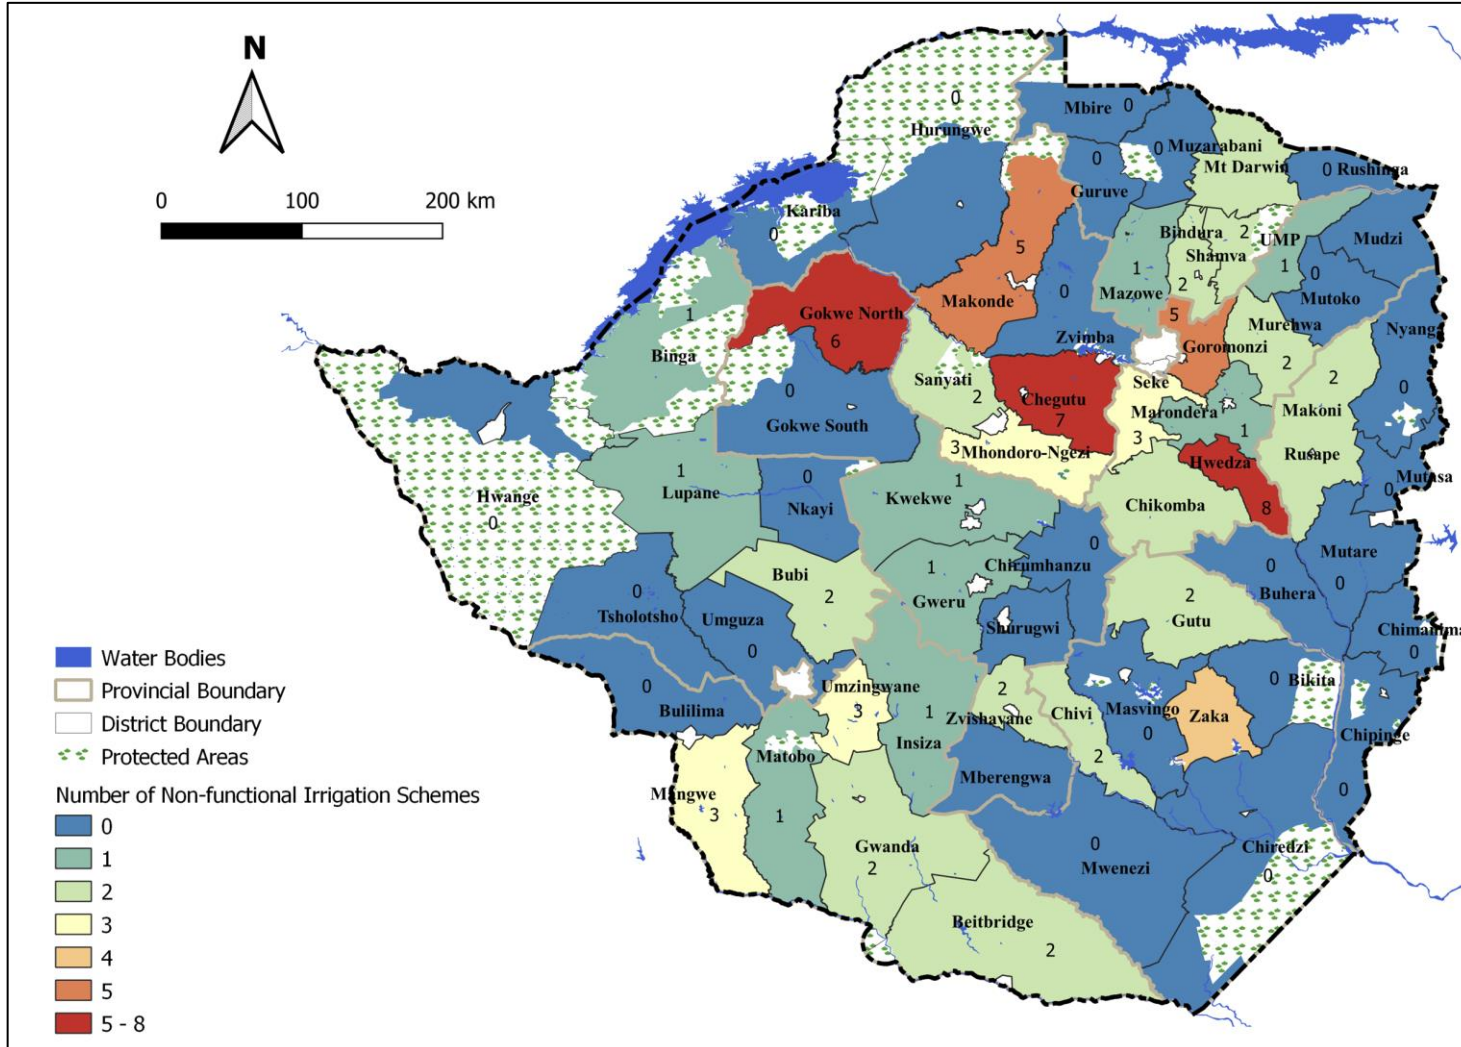 N
0
100
200 km
0
Hurungwe
Mbire
0
0
Muzarabani
Mt Darwin
0
Rushinga
0
Guruve
Kariba
0
5
Makonde
Bindura
2
Shamva
2
UMP
1
Mudzi
0
Mutoko
1
Mazowe
0
Zvimba
5
Goromonzi
Murehwa
2
Nyanga
0
1
Binga
Gokwe North
6
0
Gokwe South
Sanyati
2
Chegutu
7
Seke
3
Marondera
1
2
Makoni
Rusape
3
Mhondoro-Ngezi
Hwedza
8
Mutasa
0
Hwange
0
1
Lupane
0
Nkayi
1
Kwekwe
Chikomba
0
Chirumhanzu
Mutare
0
0
Buhera
1
Gweru
Bubi
2
0
Tsholotsho
Umguza
0
Shurugwi
2
Gutu
Chimanima
0
0
Bulilima
Umzingwane
3
1
Insiza
2
Zvishavane
Chivi
2
Masvingo
0
Zaka
0
Bikita
Chipinge
0
Matobo
1
Mangwe
3
Mberengwa
Gwanda
2
0
Mwenezi
Chiredzi
0
Beitbridge
2
Water Bodies
Provincial Boundary
District Boundary
Protected Areas
Number of Non-functional Irrigation Schemes
0
1
2
3
4
5
5 - 8